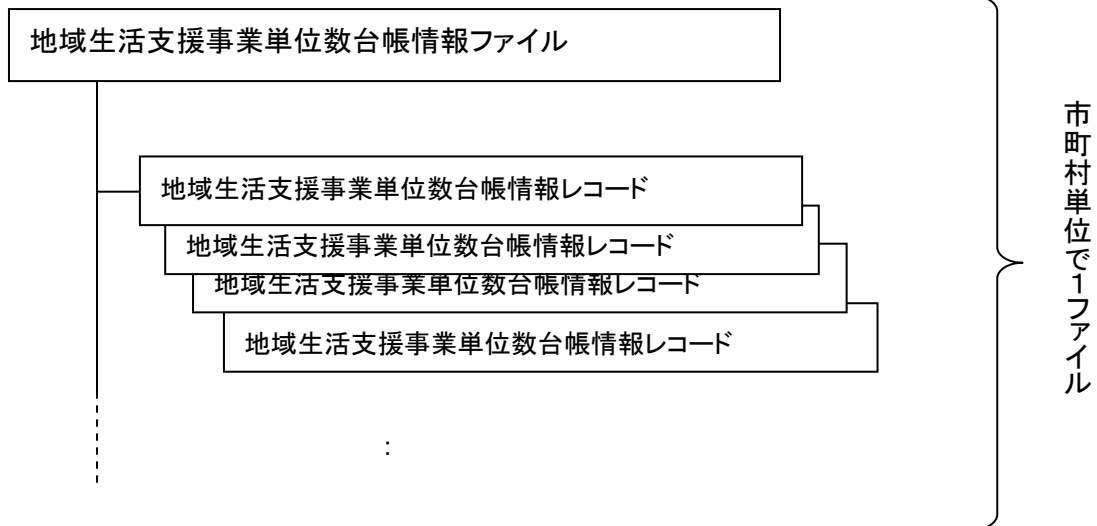 地域生活支援事業単位数台帳情報ファイル
地域生活支援事業単位数台帳情報レコード
地域生活支援事業単位数台帳情報レコード
地域生活支援事業単位数台帳情報レコード
地域生活支援事業単位数台帳情報レコード
:
市町村単位で1ファイル